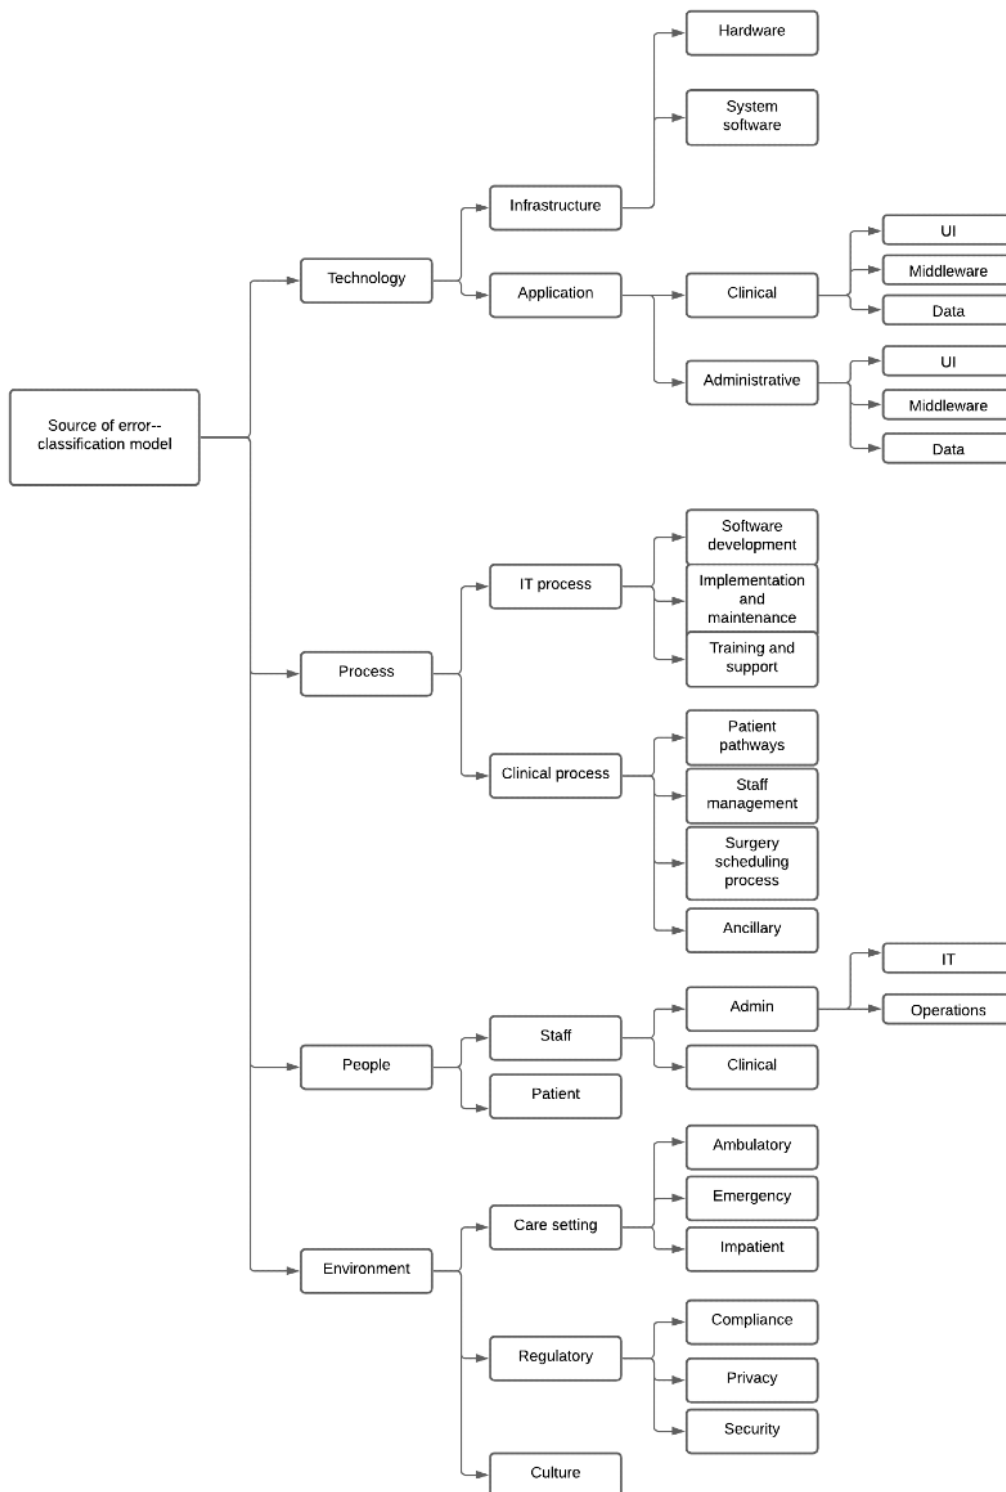 Hardware
System
software
Infrastructure
UI
Technology
Middleware
Application
Clinical
Data
UI
Administrative
Middleware
Source of error--
classification model
Data
Software
development
IT process
Implementation
and
maintenance
Training and
support
Process
Patient
pathways
Clinical process
Staff
management
Surgery
scheduling
process
Ancillary
IT
Admin
Operations
Staff
People
Clinical
Patient
Ambulatory
Emergency
Care setting
Impatient
Environment
Compliance
Regulatory
Privacy
Security
Culture